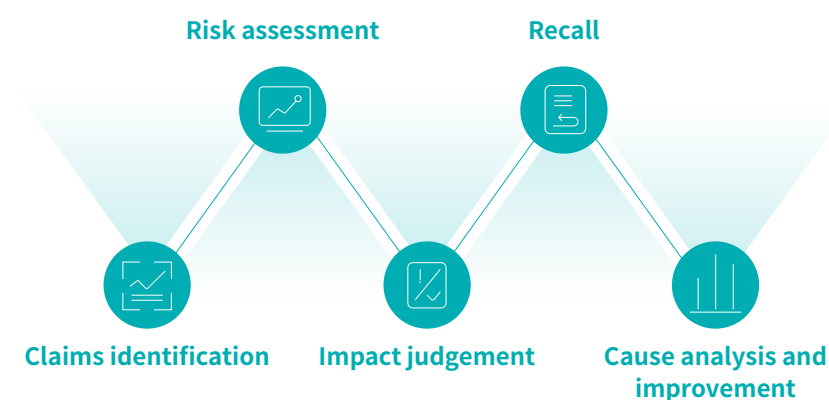 Risk assessment
Recall
Claims identification
Impact judgement
Cause analysis and
improvement